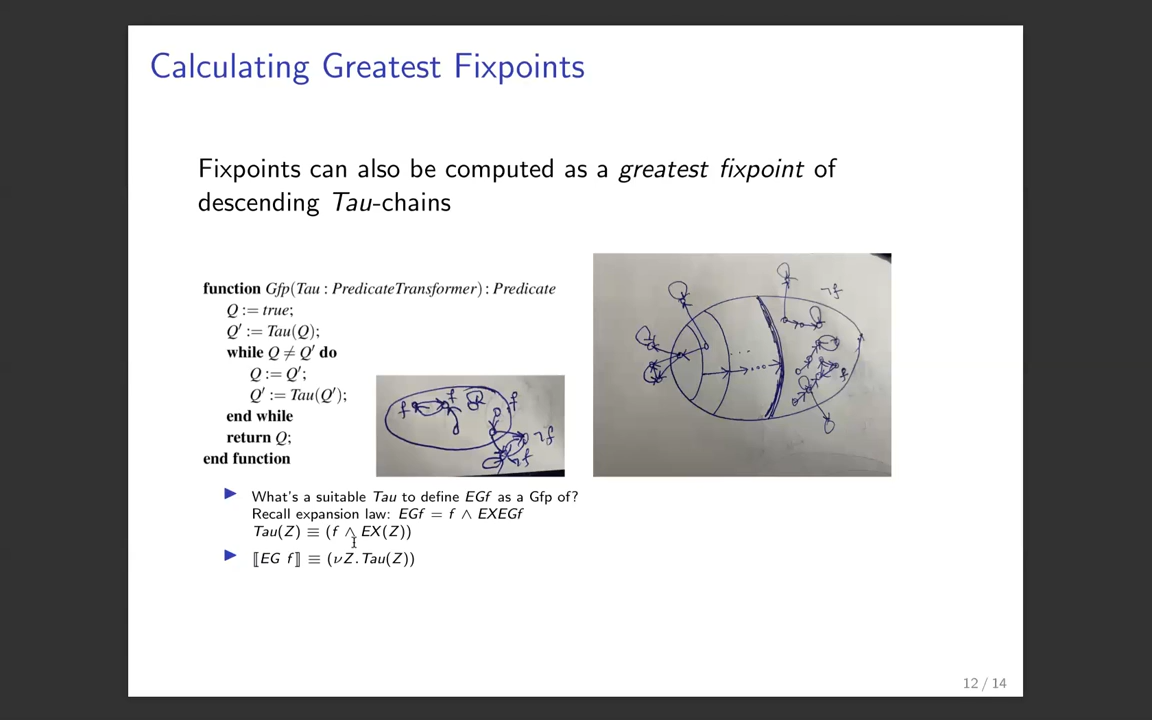 Calculating Greatest Fixpoints
Fixpoints can also be computed as a greatest fixpoint of
descending Tau-chains
function Gfp(Tau : PredicateTransformer) : Predicate
Q := true;
Q′ := Tau(Q);
while Q ≠ Q′ do
Q := Q′;
Q′ := Tau(Q′);
end while
return Q;
end function
f
f
f
¬f
¬f
¬f
f
What's a suitable Tau to define EGf as a Gfp of?
Recall expansion law: EGf = f ∧ EXEGf
Tau(Z) ≡ (f ∧ EX(Z))
⟦EG f⟧ ≡ (νZ.Tau(Z))
12 / 14